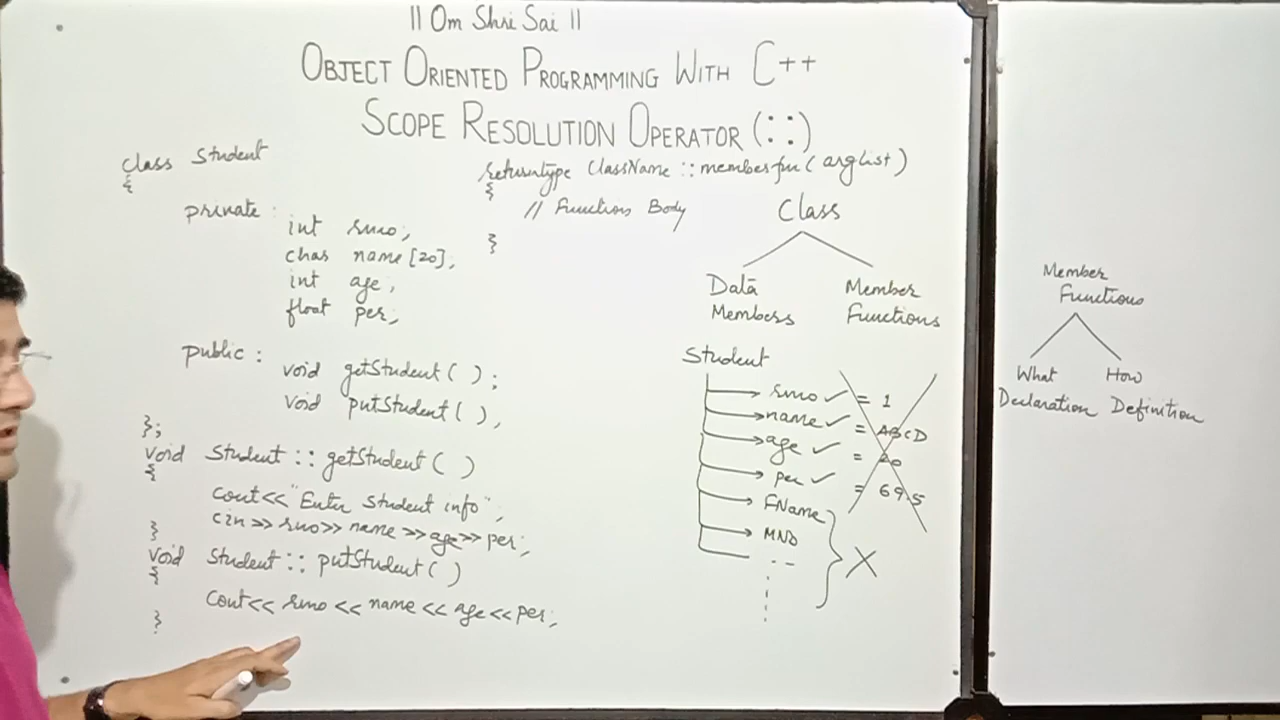 || Om Shri Sai ||
OBJECT ORIENTED PROGRAMMING WITH C++
SCOPE RESOLUTION OPERATOR (::)
class Student
{
private :
int rno;
char name [20];
int age;
float per;
public :
void getStudent ( ) ;
void putStudent ( ) ;
};
void Student :: getStudent ( )
{
cout<< "Enter Student info";
cin >> rno>> name >>age>> per;
}
void Student :: putStudent ( )
{
Cout<< rno << name << age << per;
}
returntype ClassName :: memberfun ( arglist )
{
// Function Body
}
Class
Data Members
Member Functions
Student
rno ✓ = 1
name ✓ = ABCD
age ✓ = 20
per ✓ = 69.5
FName
MNo
-- 
X
Member
Functions
What
Declaration
How
Definition